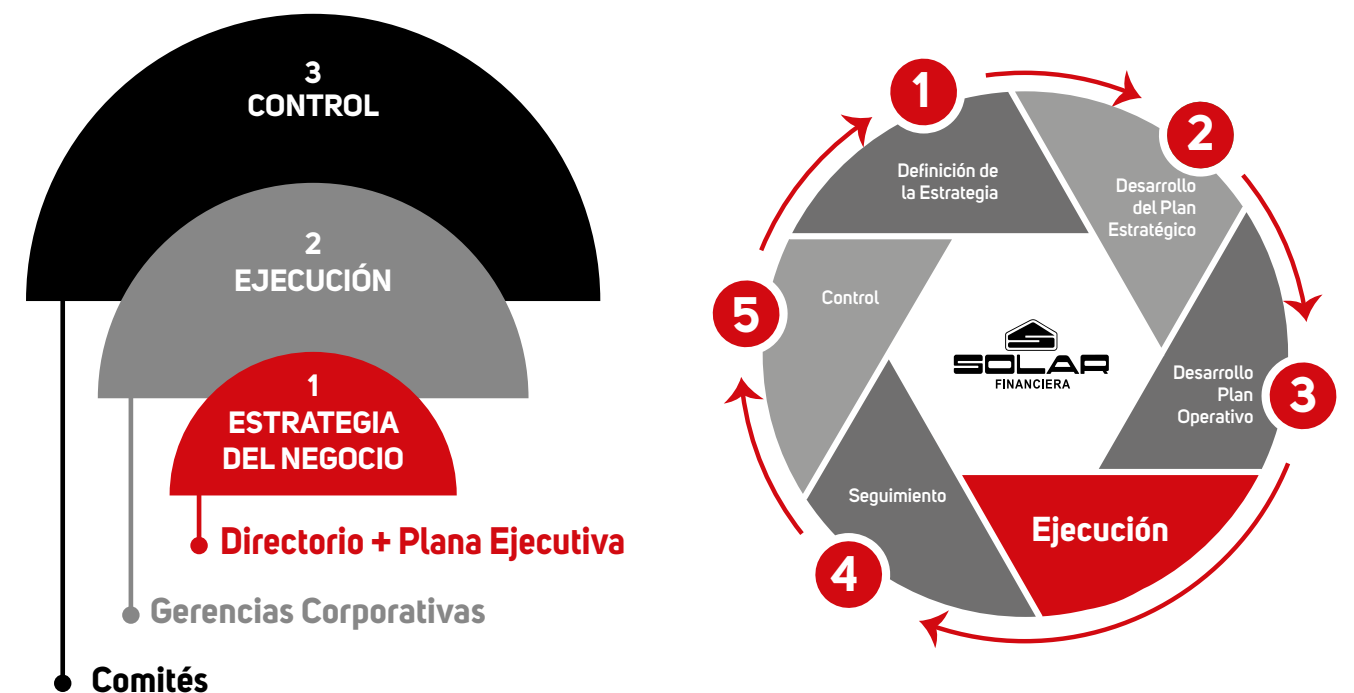 3
CONTROL
2
EJECUCIÓN
1
ESTRATEGIA
DEL NEGOCIO
Directorio + Plana Ejecutiva
Gerencias Corporativas
Comités
1
Definición de
la Estrategia
2
Desarrollo
del Plan
Estratégico
3
Desarrollo
Plan
Operativo
Ejecución
4
Seguimiento
5
Control
SOLAR
FINANCIERA